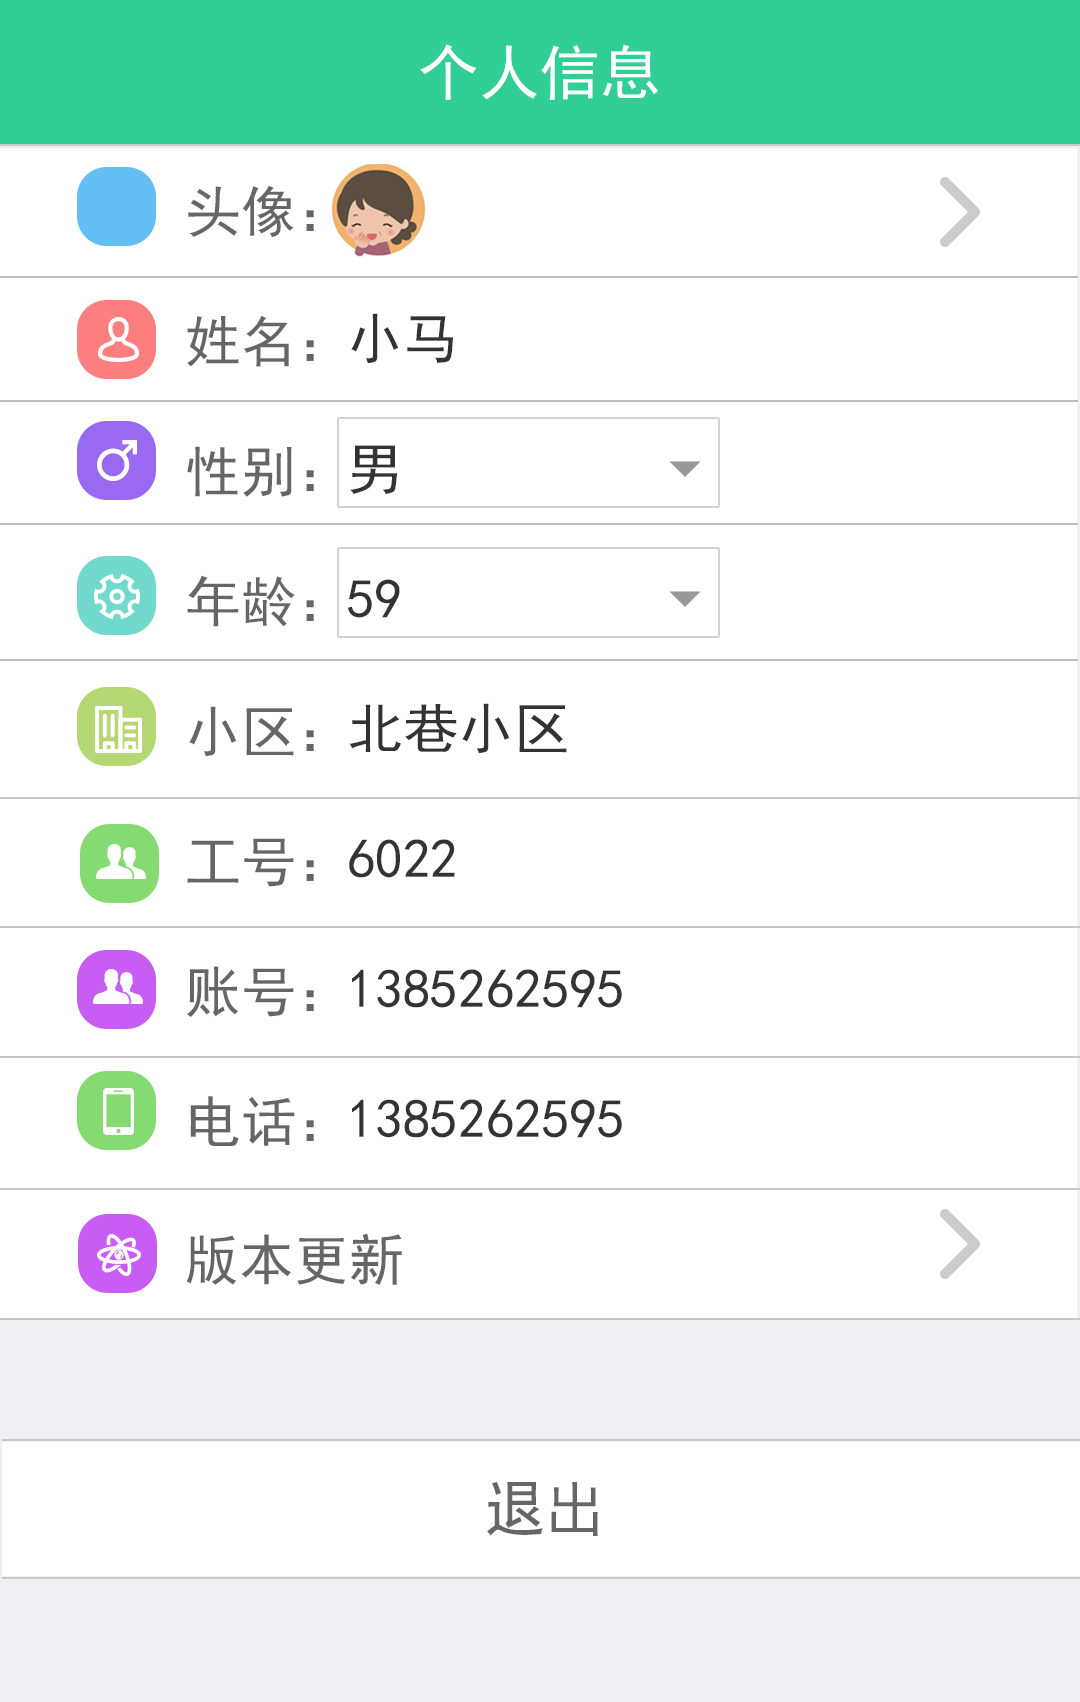 个人信息
头像：
姓名：小马
性别：男
年龄：59
小区：北巷小区
工号：6022
账号：1385262595
电话：1385262595
版本更新
退出